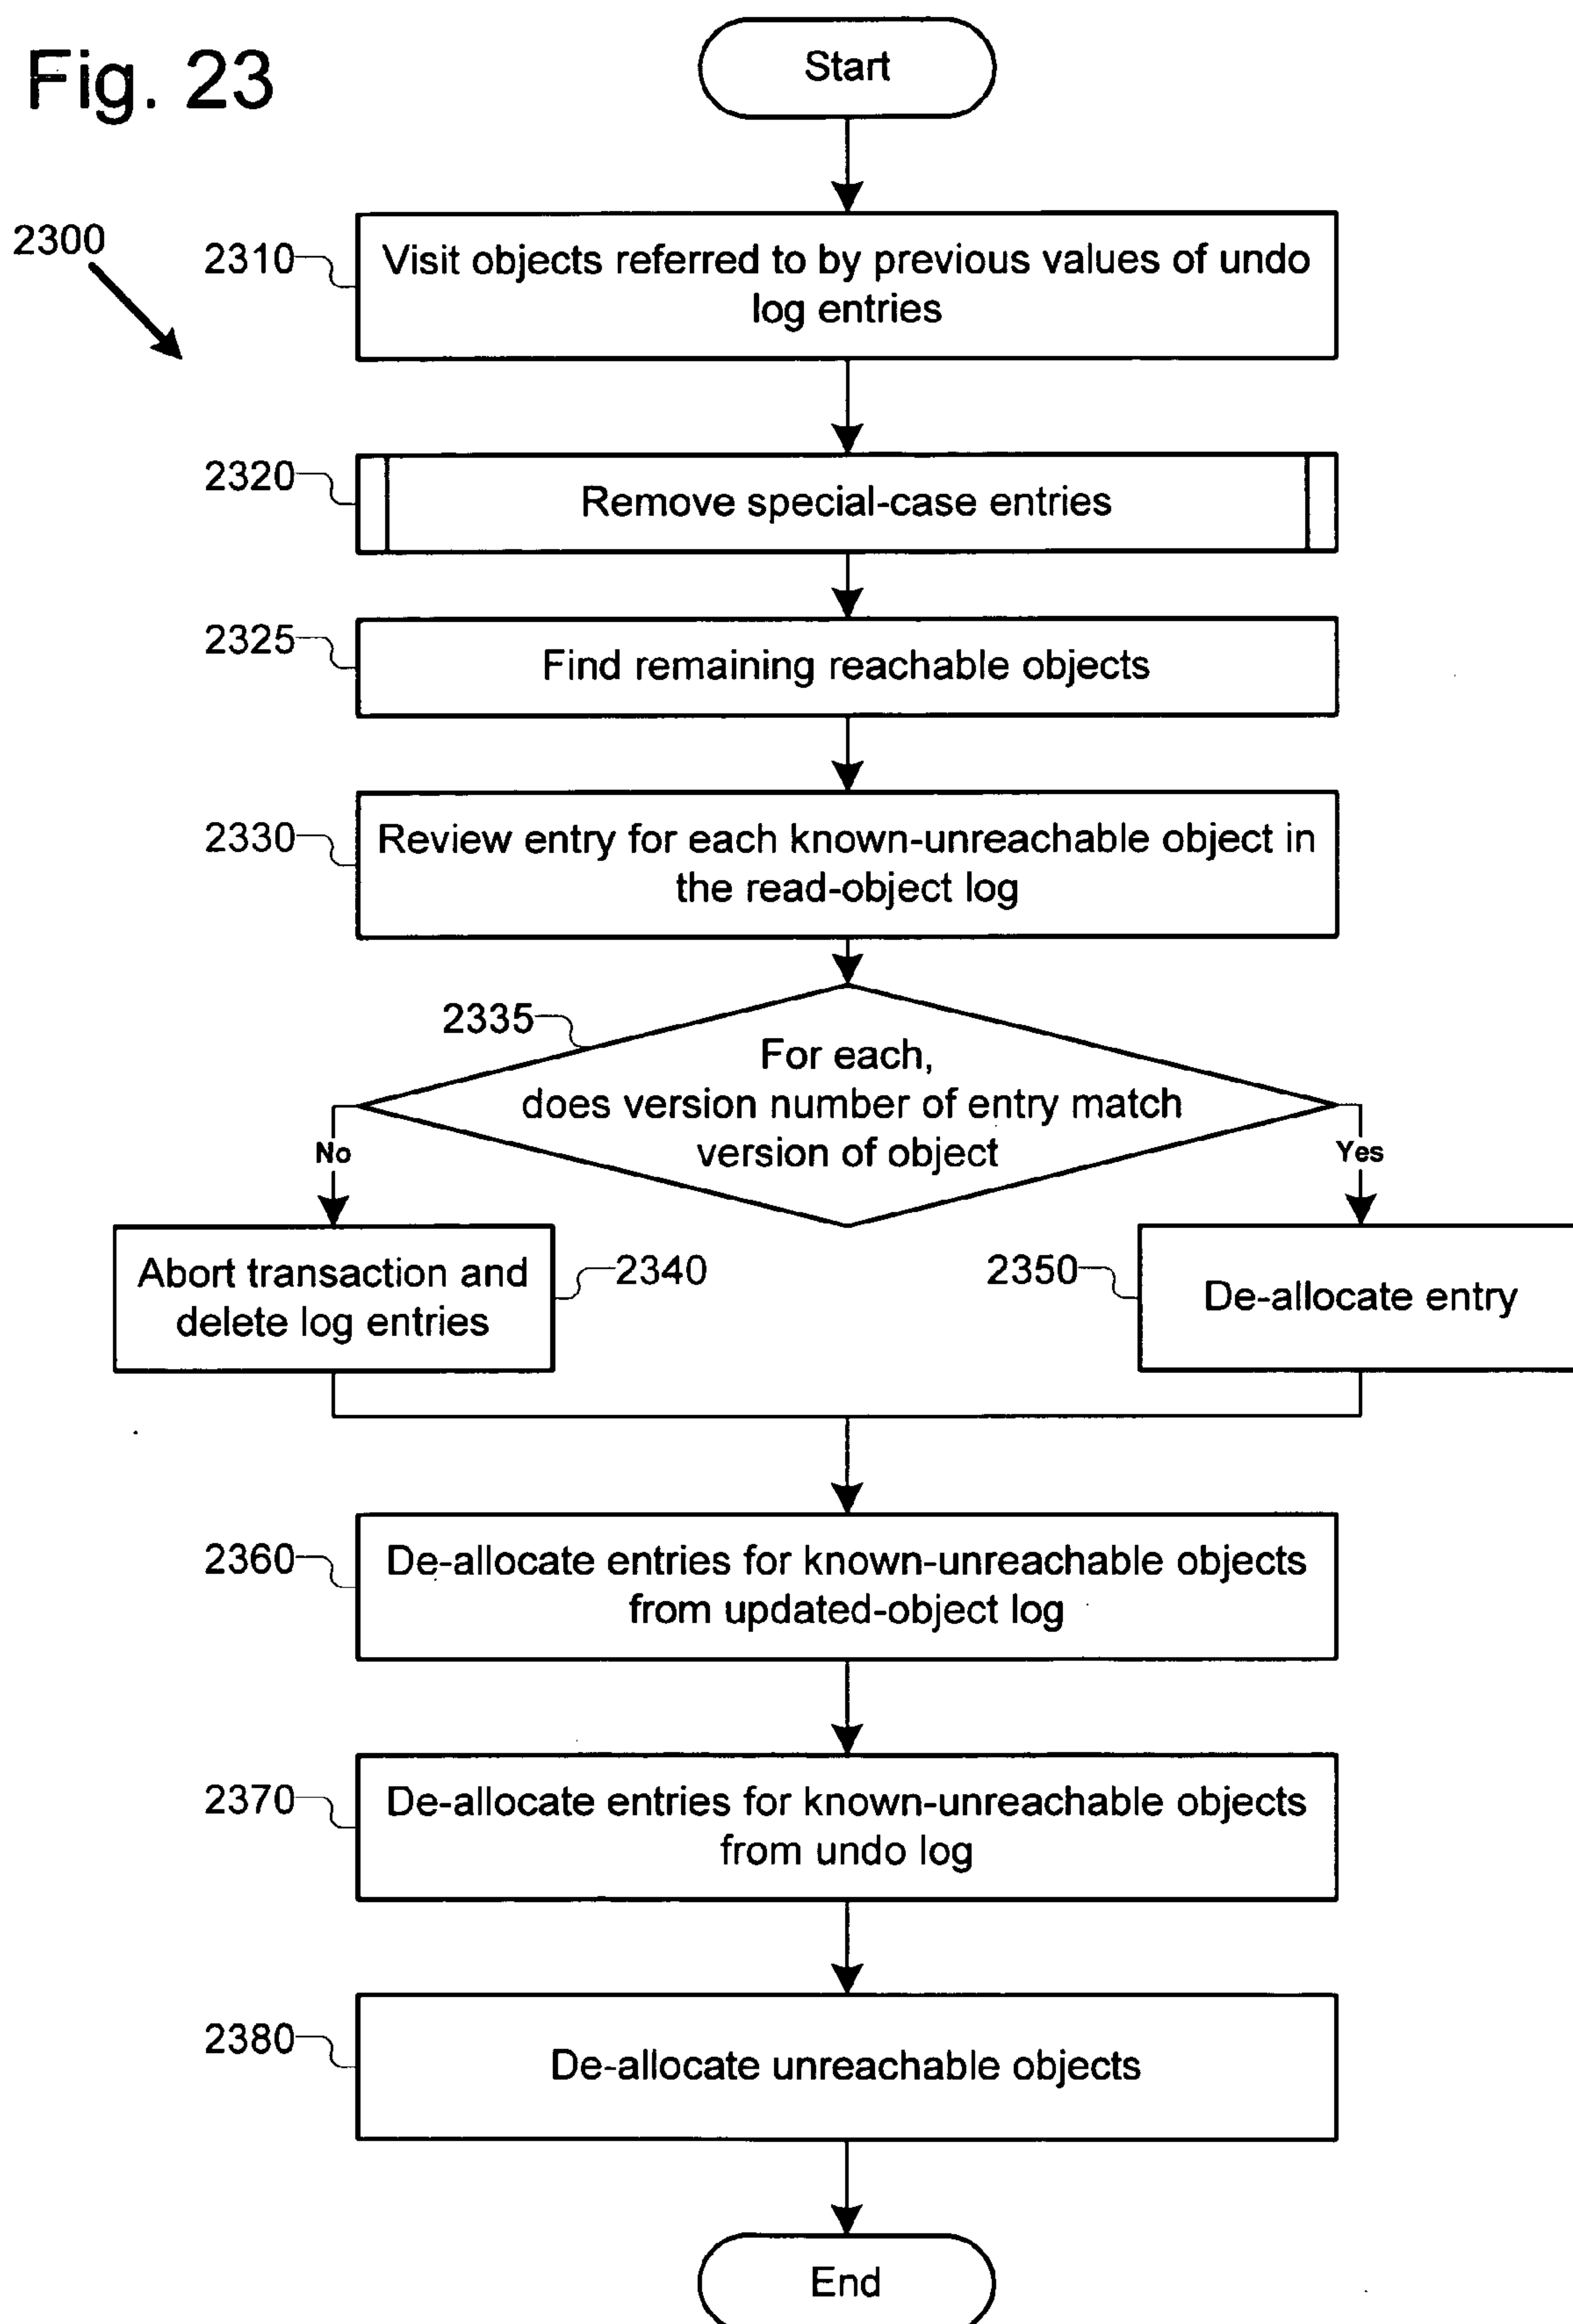 Fig. 23
Start
2300
2310
Visit objects referred to by previous values of undo
log entries
2320
Remove special-case entries
2325
Find remaining reachable objects
2330
Review entry for each known-unreachable object in
the read-object log
2335
For each,
does version number of entry match
version of object
No
Yes
Abort transaction and
delete log entries
2340
2350
De-allocate entry
2360
De-allocate entries for known-unreachable objects
from updated-object log
2370
De-allocate entries for known-unreachable objects
from undo log
2380
De-allocate unreachable objects
End